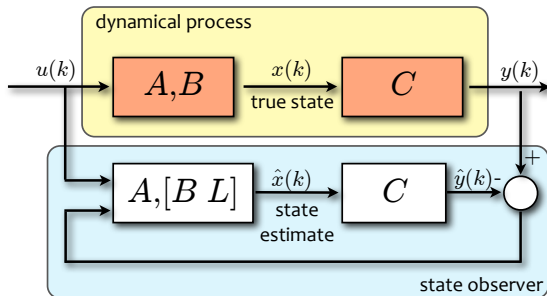 dynamical process
u(k)
A,B
x(k)
true state
C
y(k)
+
A,[B L]
x̂(k)
state
estimate
C
ŷ(k)
-
state observer